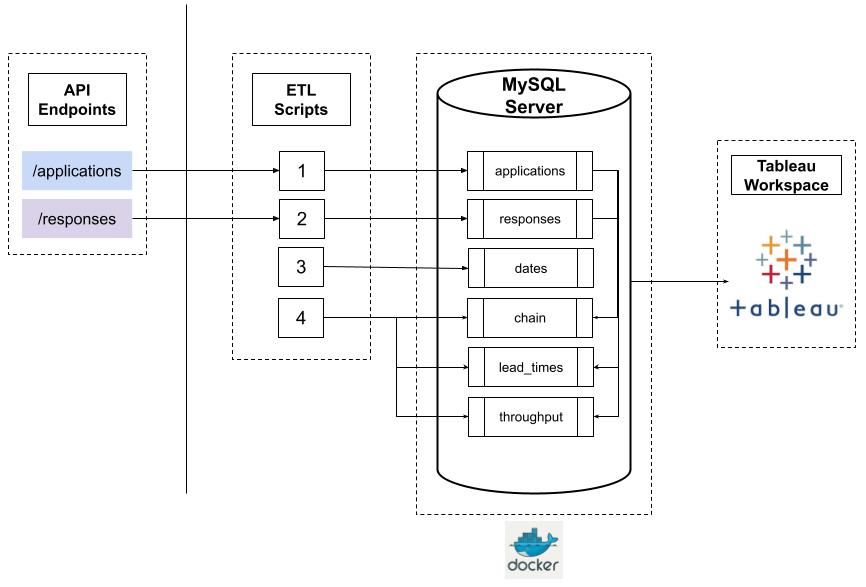 API
Endpoints
/applications
/responses
ETL
Scripts
1
2
3
4
MySQL
Server
applications
responses
dates
chain
lead_times
throughput
Tableau
Workspace
+ableau®
docker